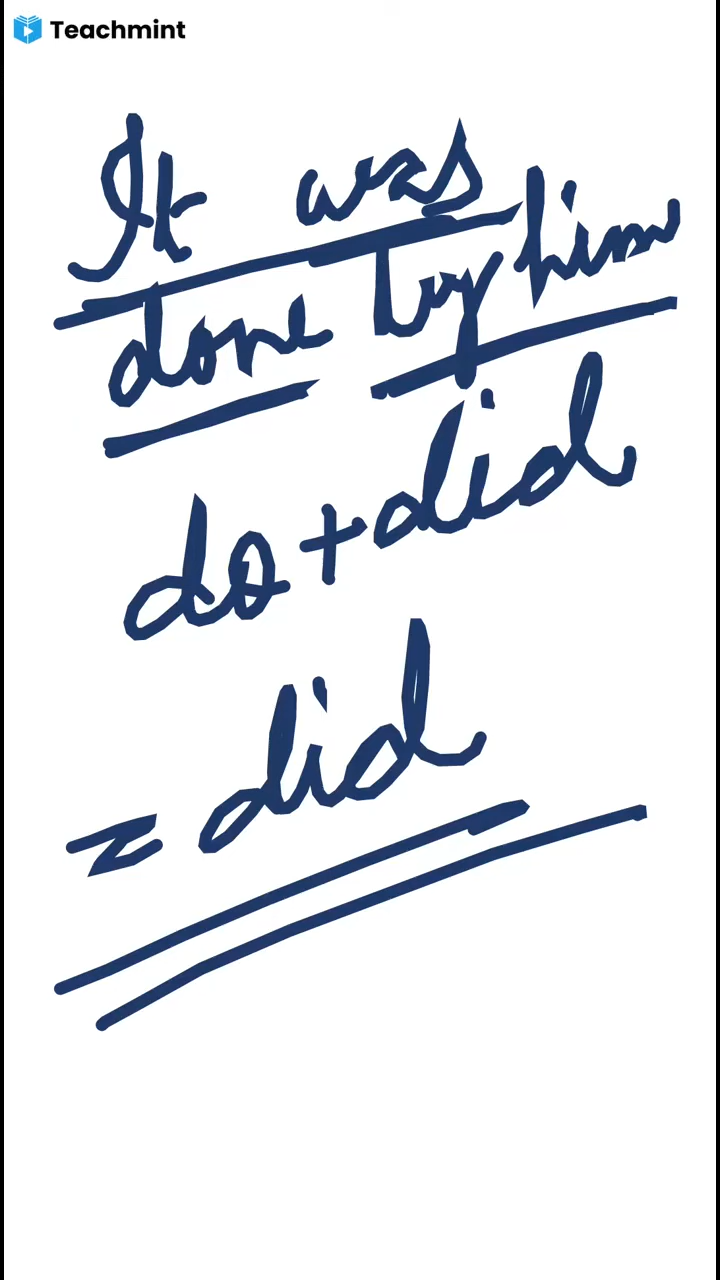 Teachmint
It was
done by him
do + did
= did